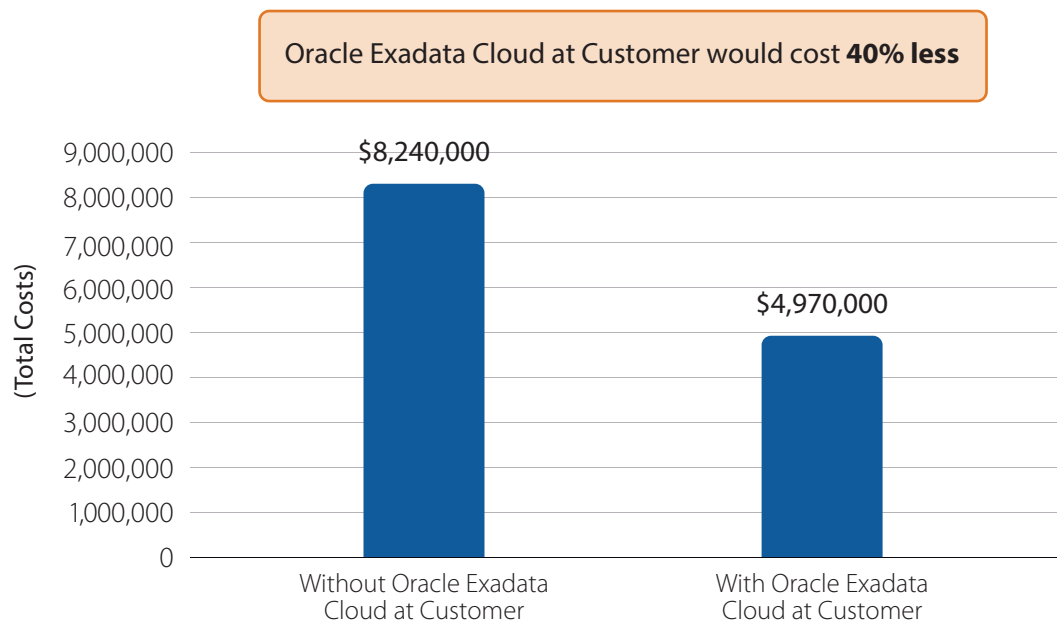 Oracle Exadata Cloud at Customer would cost 40% less
(Total Costs)
9,000,000
8,000,000
7,000,000
6,000,000
5,000,000
4,000,000
3,000,000
2,000,000
1,000,000
0
$8,240,000
$4,970,000
Without Oracle Exadata
Cloud at Customer
With Oracle Exadata
Cloud at Customer